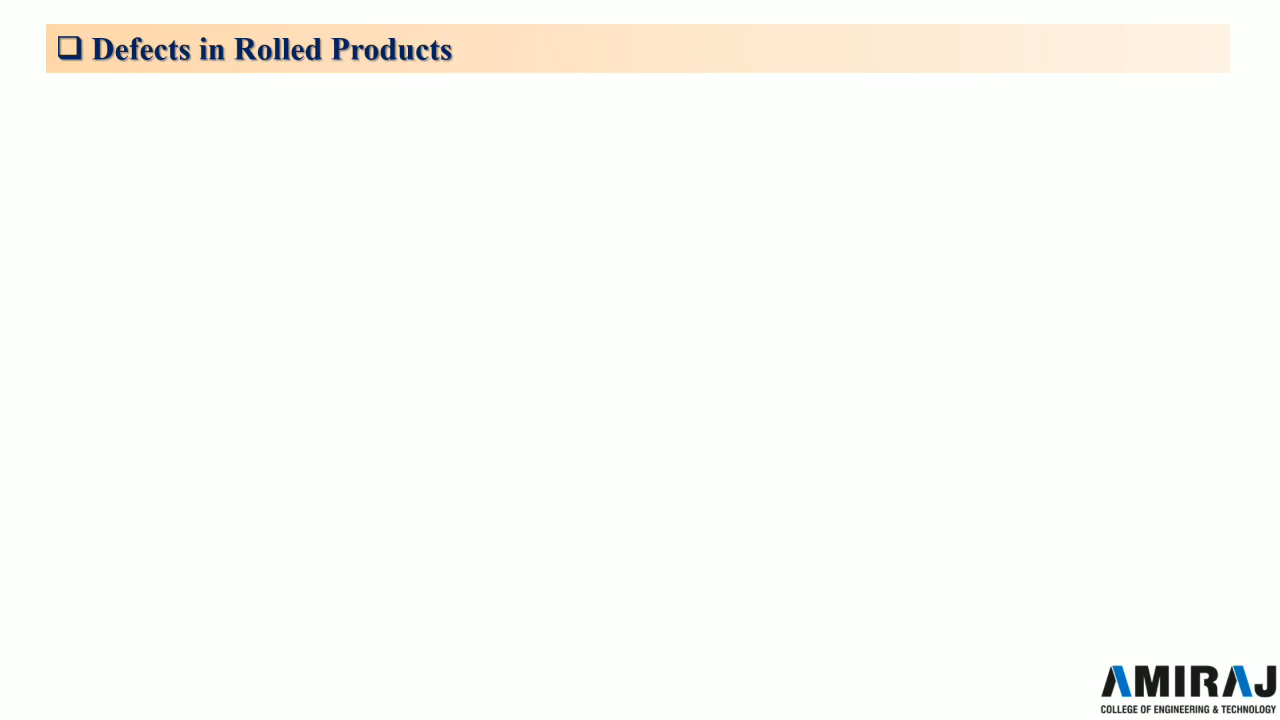 Defects in Rolled Products
AMIRAJ
COLLEGE OF ENGINEERING & TECHNOLOGY